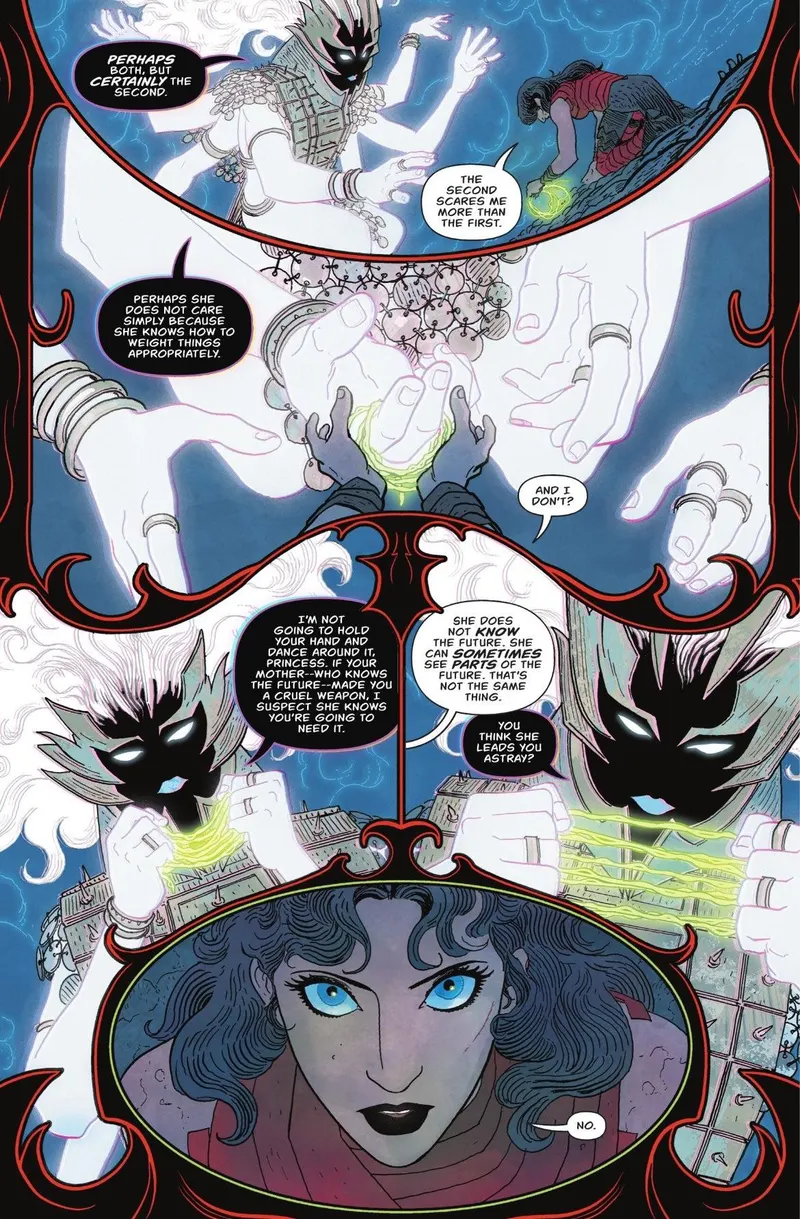 PERHAPS
BOTH, BUT
CERTAINLY THE
SECOND.
THE
SECOND
SCARES ME
MORE THAN
THE FIRST.
PERHAPS SHE
DOES NOT CARE
SIMPLY BECAUSE
SHE KNOWS HOW TO
WEIGHT THINGS
APPROPRIATELY.
AND I
DON'T?
I'M NOT
GOING TO HOLD
YOUR HAND AND
DANCE AROUND IT,
PRINCESS. IF YOUR
MOTHER--WHO KNOWS
THE FUTURE--MADE YOU
A CRUEL WEAPON, I
SUSPECT SHE KNOWS
YOU'RE GOING TO
NEED IT.
SHE DOES
NOT KNOW
THE FUTURE. SHE
CAN SOMETIMES
SEE PARTS OF THE
FUTURE. THAT'S
NOT THE SAME
THING.
YOU
THINK SHE
LEADS YOU
ASTRAY?
NO.